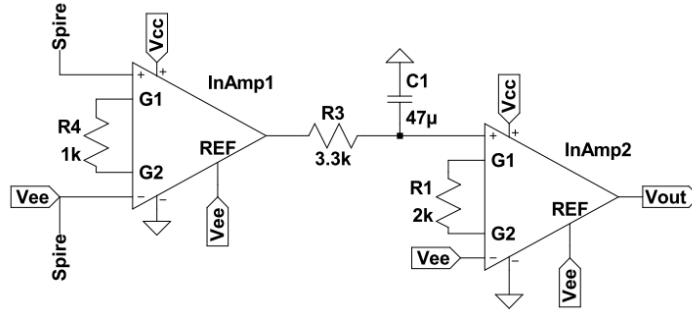 Spire
Vcc
+
InAmp1
+
G1
R4
1k
G2
REF
Vee
-
-
Vee
Spire
R3
3.3k
C1
47µ
Vcc
+
InAmp2
+
G1
R1
2k
G2
REF
Vout
Vee
-
-
Vee